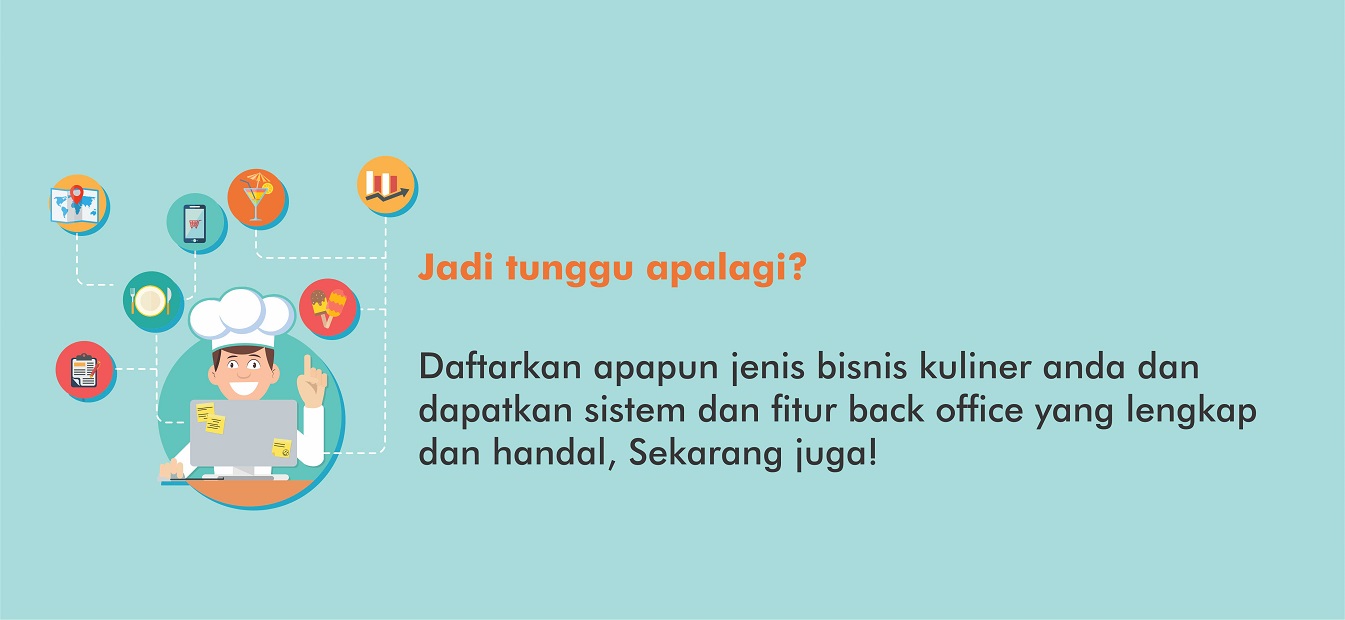 Jadi tunggu apalagi?
Daftarkan apapun jenis bisnis kuliner anda dan
dapatkan sistem dan fitur back office yang lengkap
dan handal, Sekarang juga!